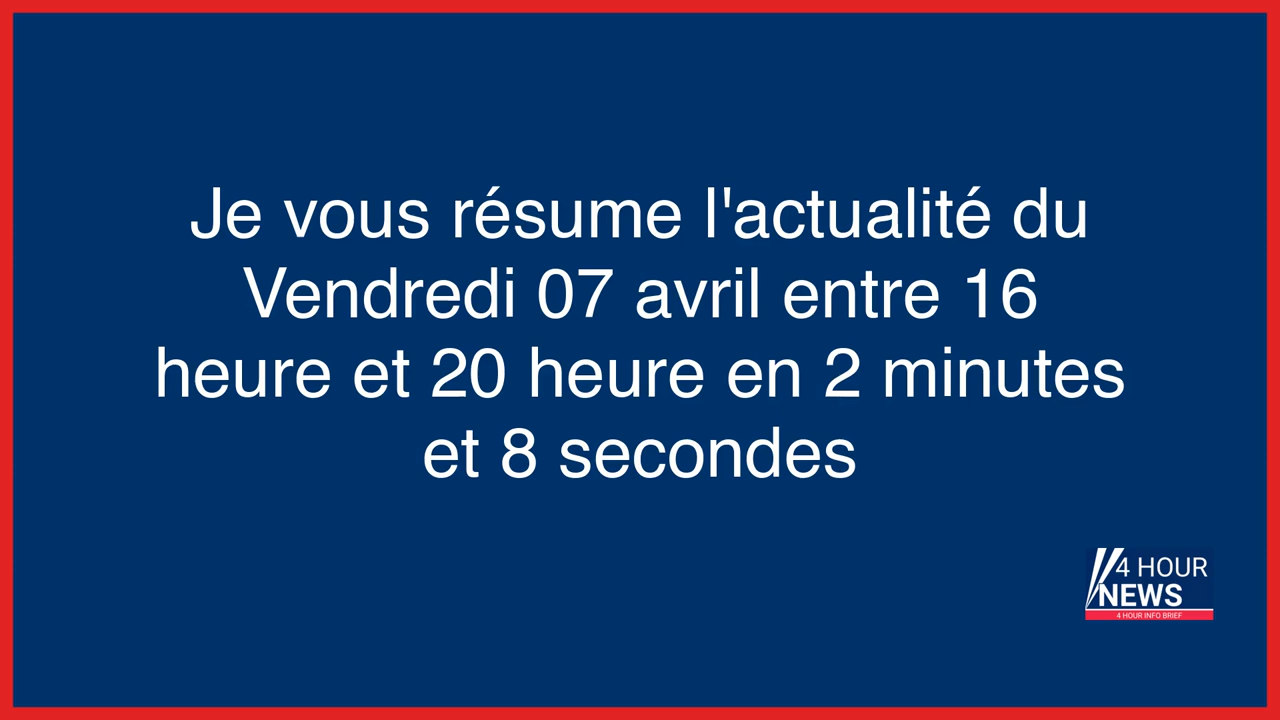 Je vous résume l'actualité du
Vendredi 07 avril entre 16
heure et 20 heure en 2 minutes
et 8 secondes
4 HOUR
NEWS
4 HOUR INFO BRIEF